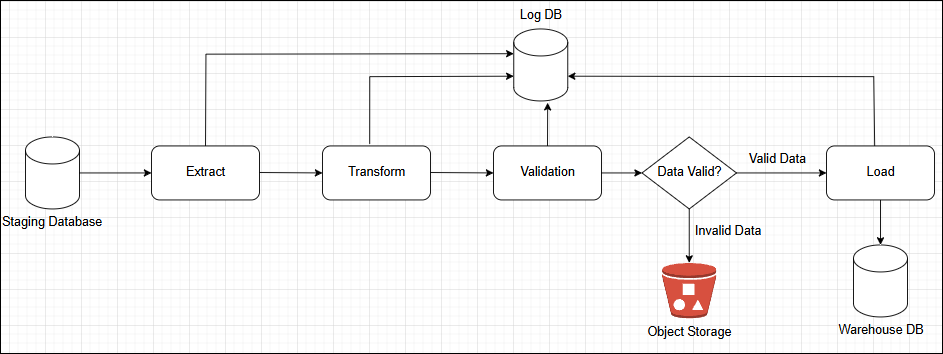 Log DB
Extract
Transform
Validation
Data Valid?
Valid Data
Load
Staging Database
Invalid Data
Object Storage
Warehouse DB